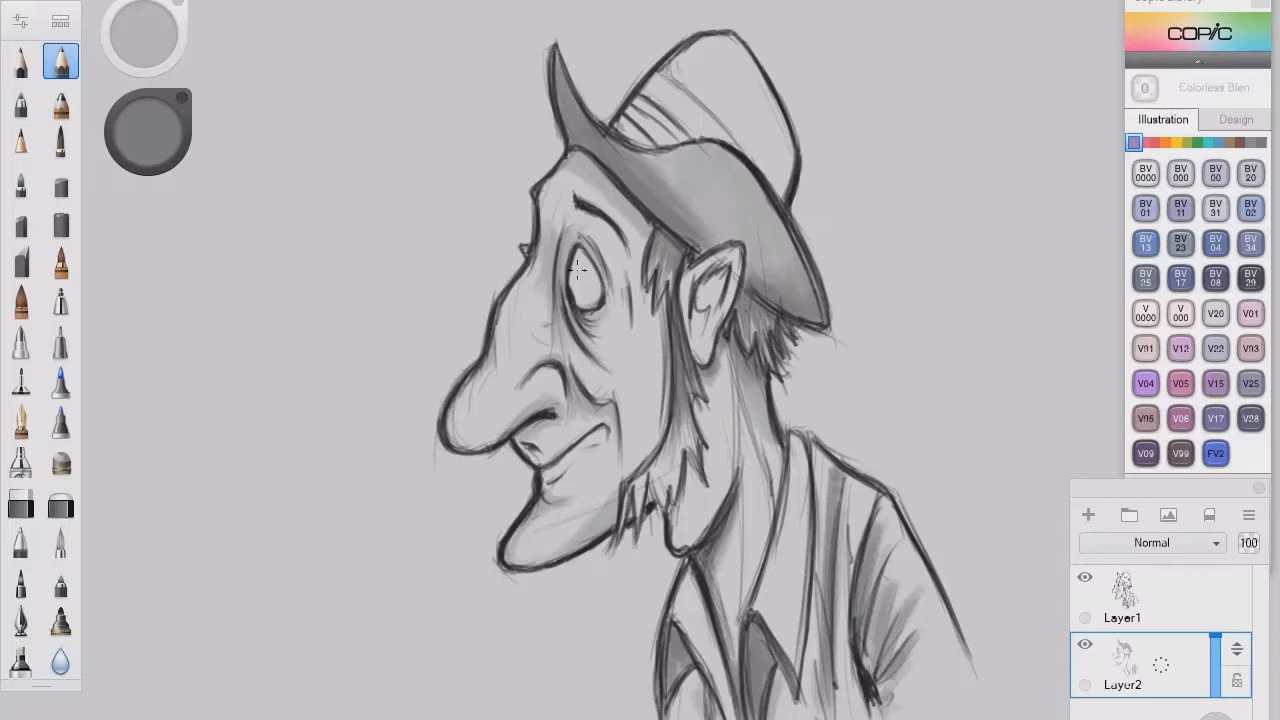 Copic Library
COPIC
0 Colorless Blen
Illustration Design
BV 0000 BV 000 BV 00 BV 20
BV 01 BV 11 BV 31 BV 02
BV 13 BV 23 BV 04 BV 34
BV 25 BV 17 BV 08 BV 29
V 0000 V 000 V20 V01
V91 V12 V22 V93
V04 V05 V15 V25
V95 V06 V17 V28
V09 V99 FV2
Normal 100
Layer1
Layer2